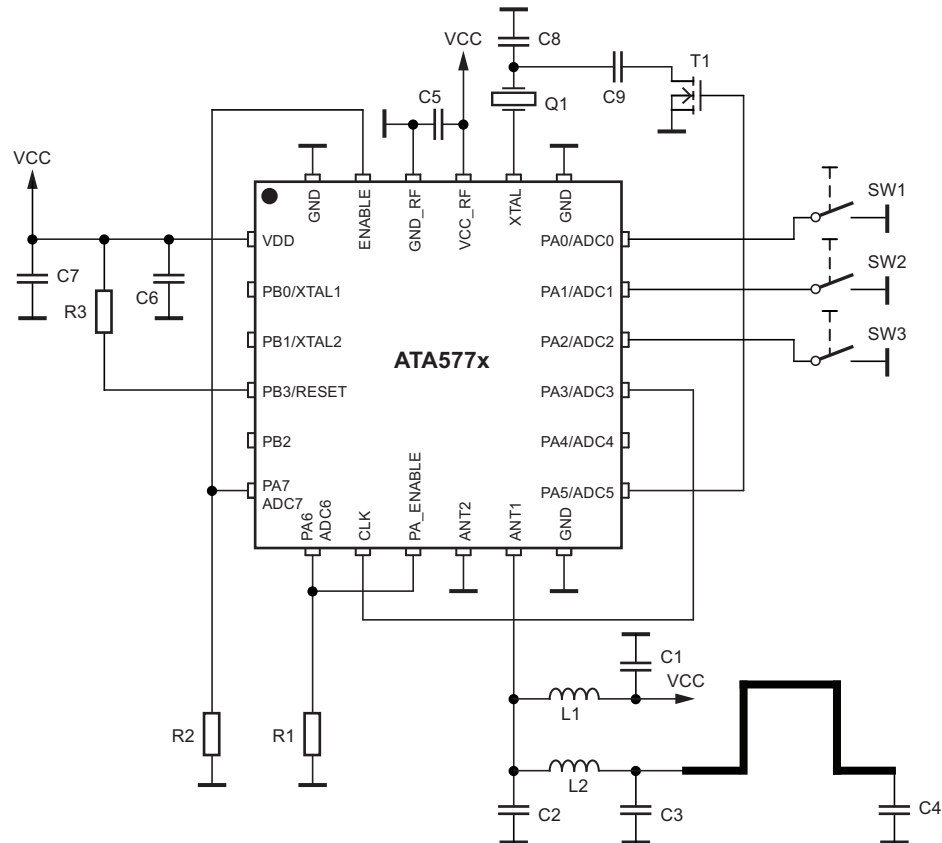 C8
T1
VCC
C5
Q1
C9
VCC
GND
ENABLE
GND_RF
VCC_RF
XTAL
GND
SW1
VDD
PA0/ADC0
C7
C6
R3
PB0/XTAL1
PA1/ADC1
SW2
PB1/XTAL2
PA2/ADC2
SW3
ATA577x
PB3/RESET
PA3/ADC3
PB2
PA4/ADC4
PA7
ADC7
PA5/ADC5
PA6
ADC6
CLK
PA_ENABLE
ANT2
ANT1
GND
C1
VCC
L1
R2
R1
L2
C2
C3
C4